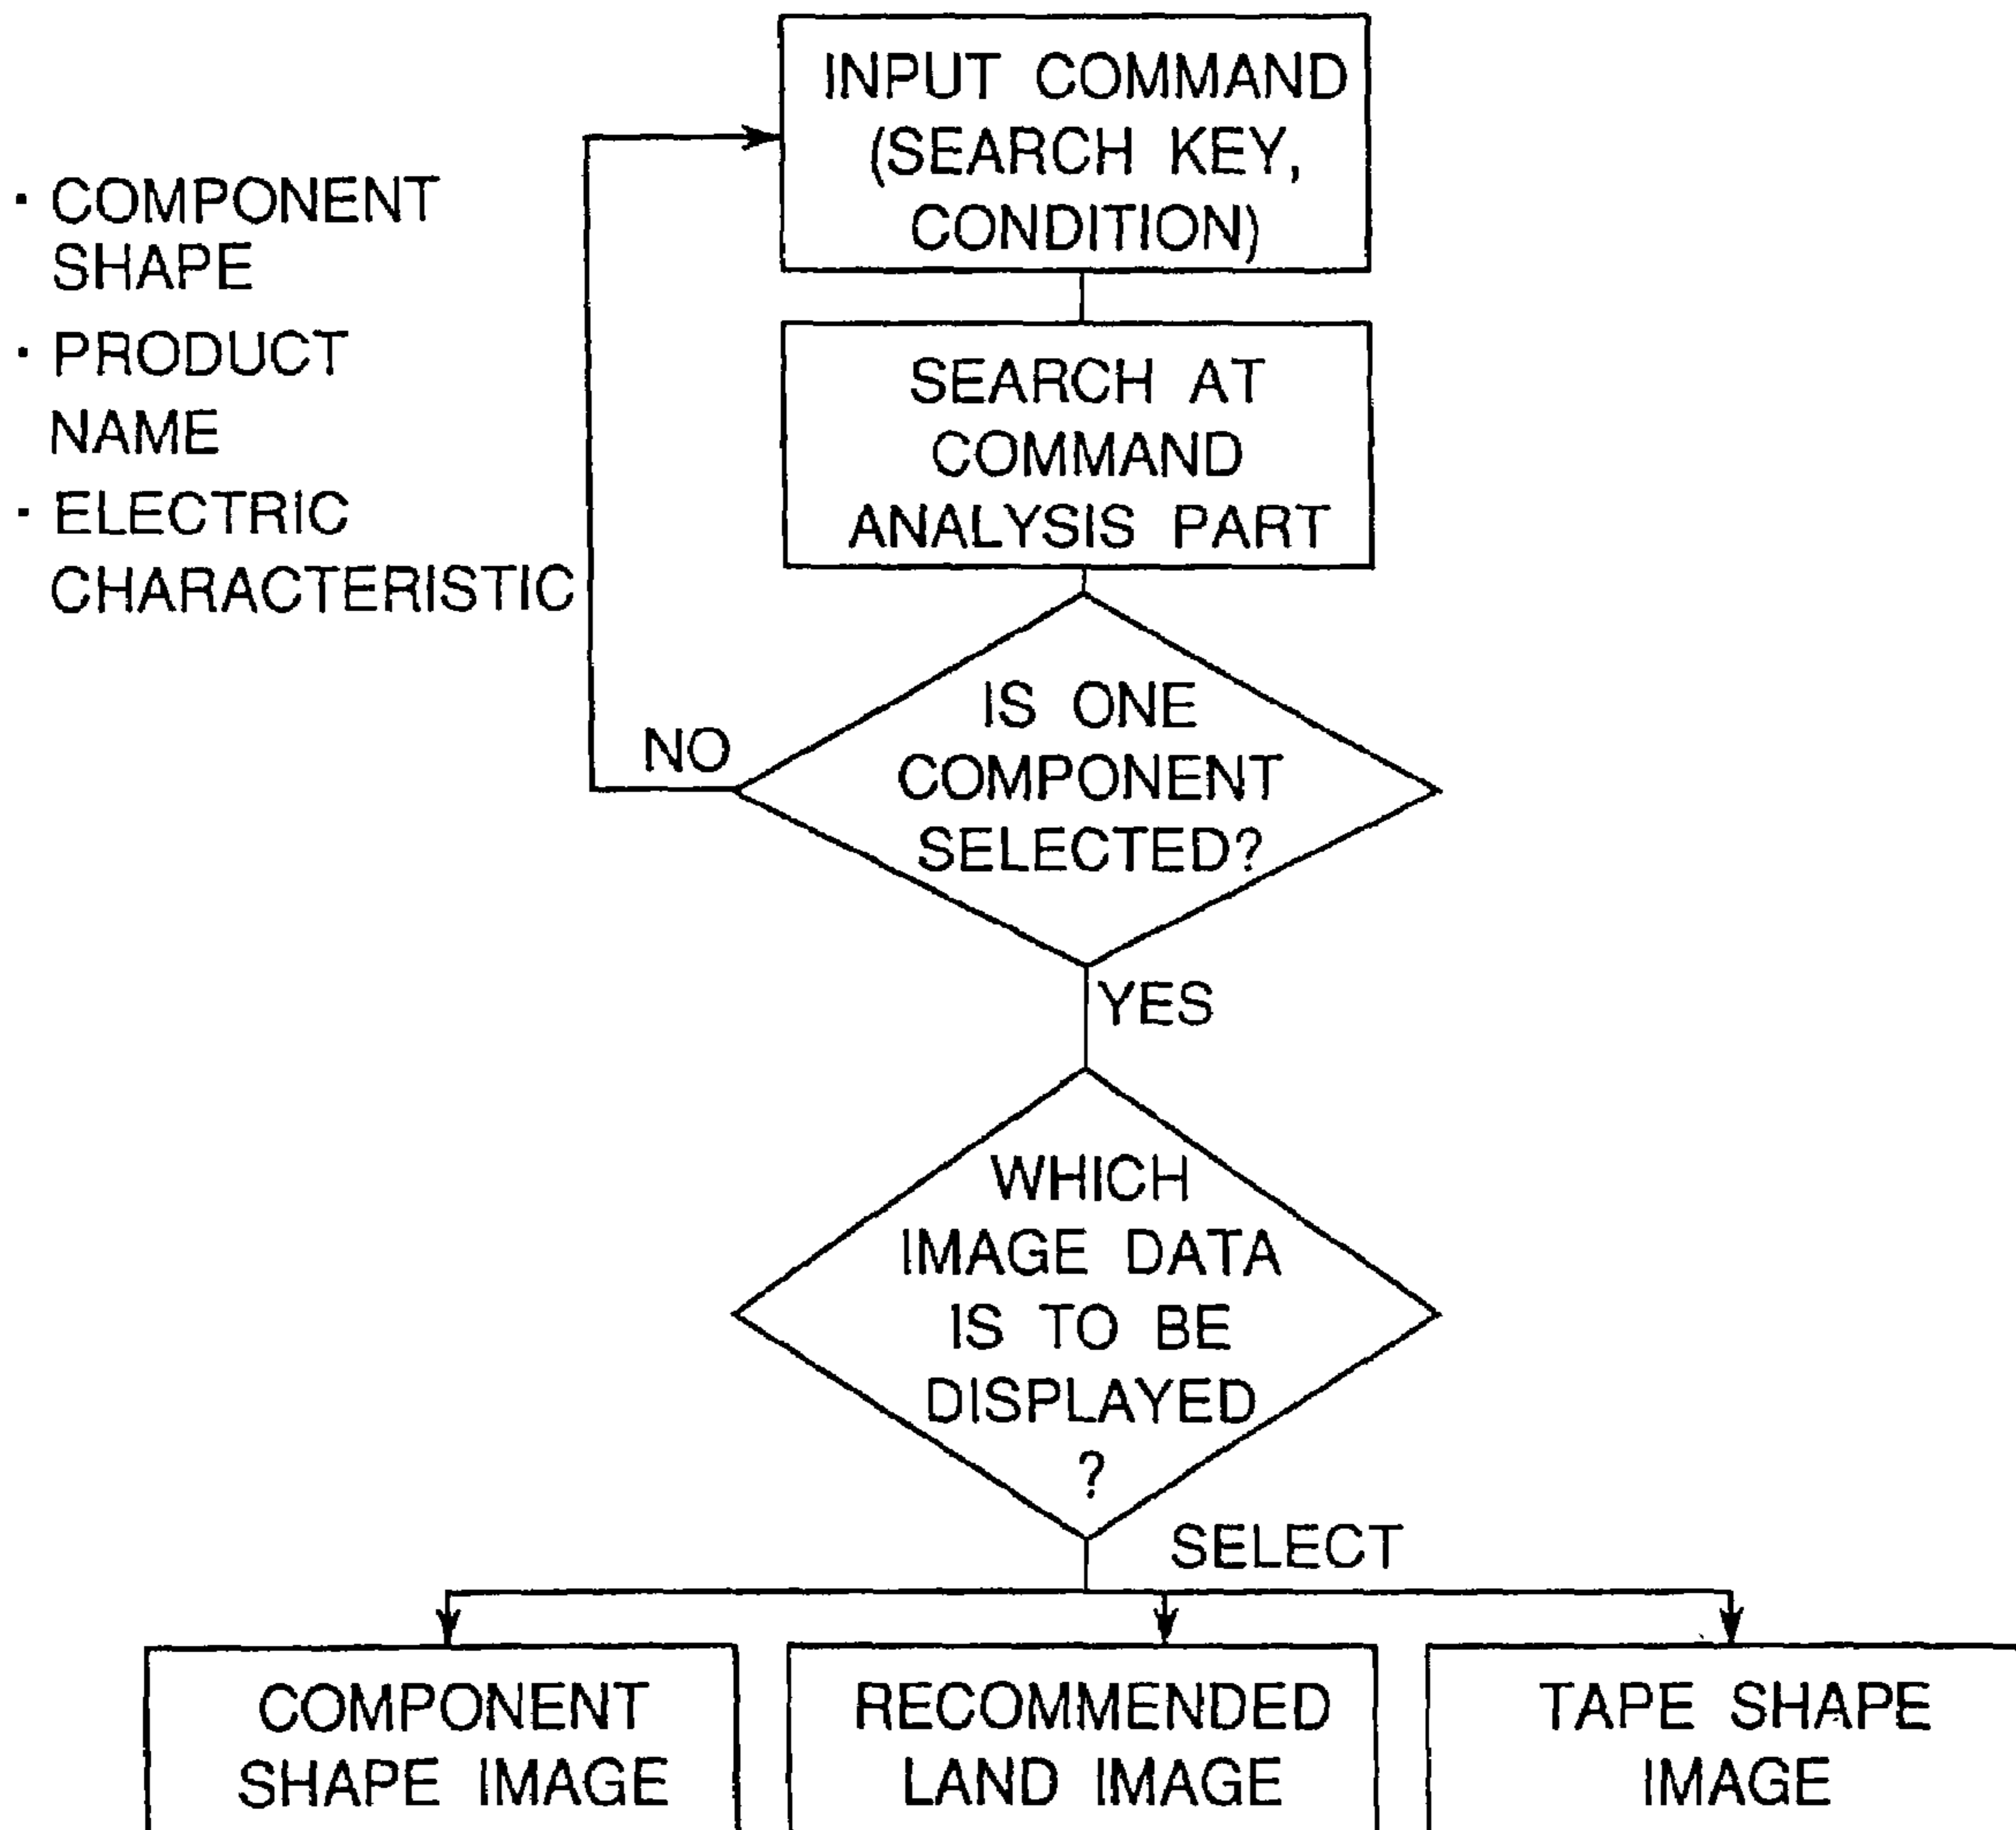 INPUT COMMAND
(SEARCH KEY,
CONDITION)
· COMPONENT
SHAPE
· PRODUCT
NAME
· ELECTRIC
CHARACTERISTIC
SEARCH AT
COMMAND
ANALYSIS PART
IS ONE
COMPONENT
SELECTED?
NO
YES
WHICH
IMAGE DATA
IS TO BE
DISPLAYED
?
SELECT
COMPONENT
SHAPE IMAGE
RECOMMENDED
LAND IMAGE
TAPE SHAPE
IMAGE